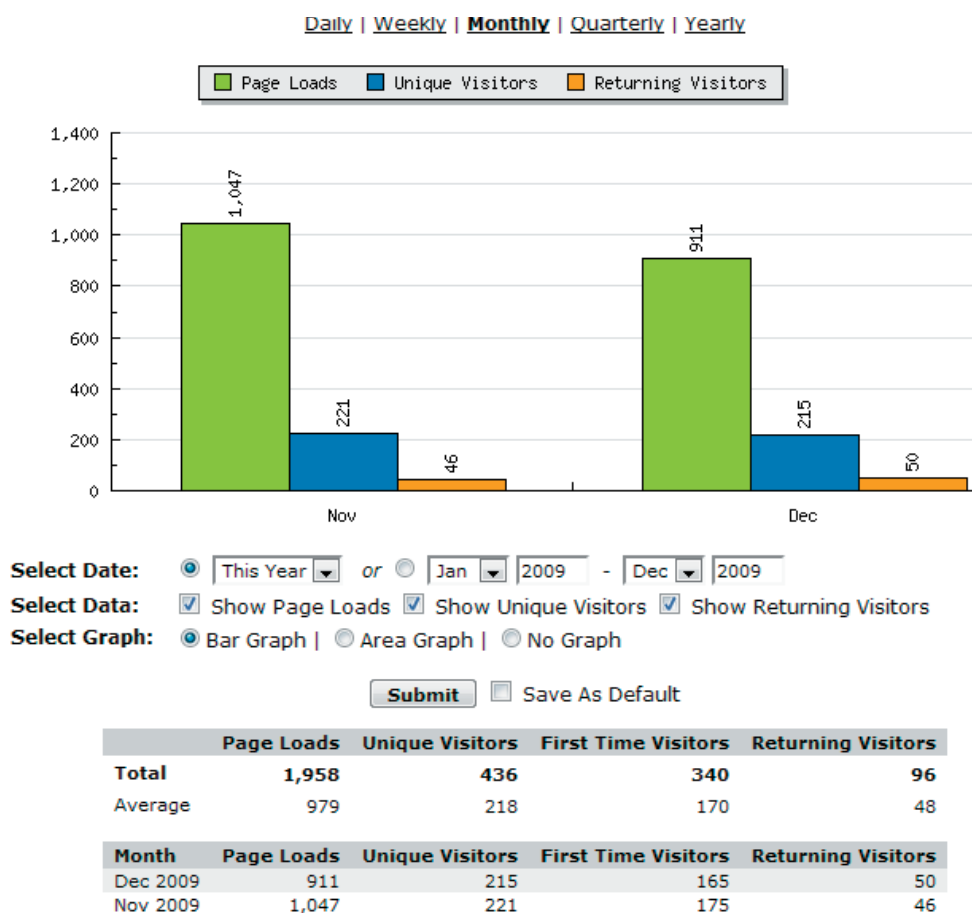 Daily | Weekly | Monthly | Quarterly | Yearly
Page Loads Unique Visitors Returning Visitors
1,400
1,200
1,000
800
600
400
200
0
1,047
221
46
911
215
50
Nov Dec
Select Date: This Year or Jan 2009 - Dec 2009
Select Data: Show Page Loads Show Unique Visitors Show Returning Visitors
Select Graph: Bar Graph | Area Graph | No Graph
Submit Save As Default
Page Loads Unique Visitors First Time Visitors Returning Visitors
Total 1,958 436 340 96
Average 979 218 170 48
Month Page Loads Unique Visitors First Time Visitors Returning Visitors
Dec 2009 911 215 165 50
Nov 2009 1,047 221 175 46